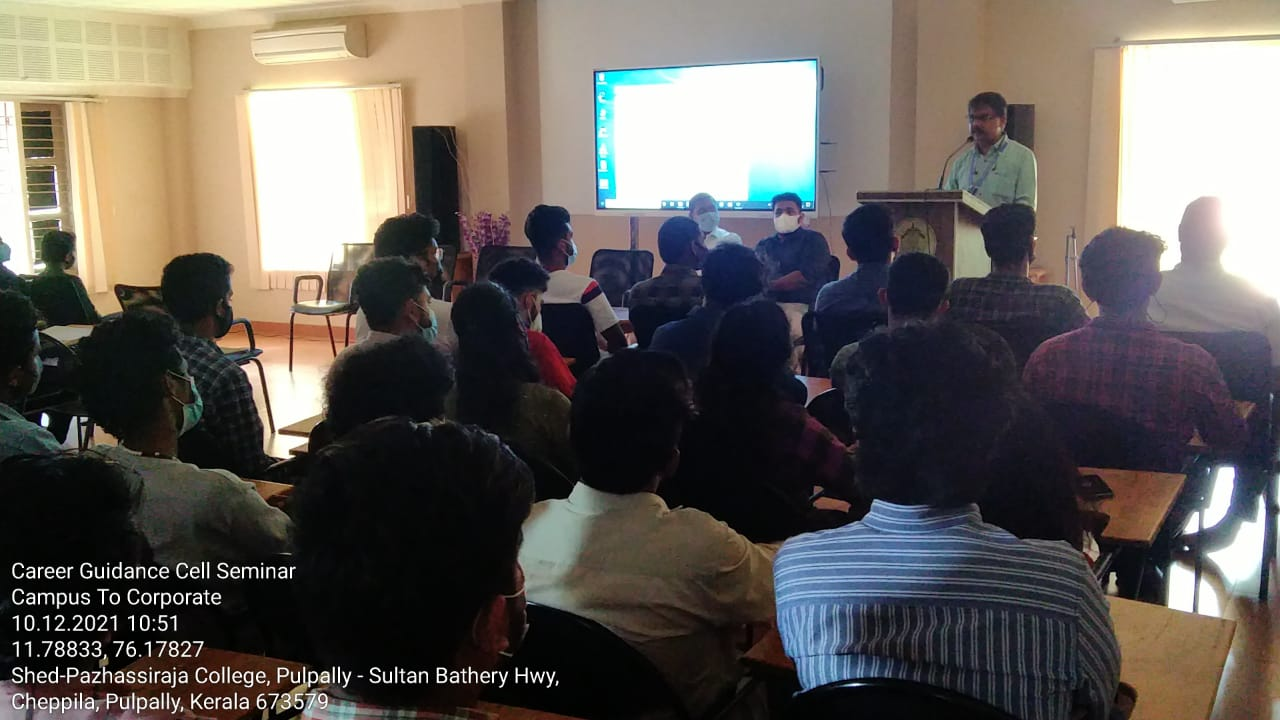 Career Guidance Cell Seminar
Campus To Corporate
10.12.2021 10:51
11.78833, 76.17827
Shed-Pazhassiraja College, Pulpally - Sultan Bathery Hwy,
Cheppila, Pulpally, Kerala 673579